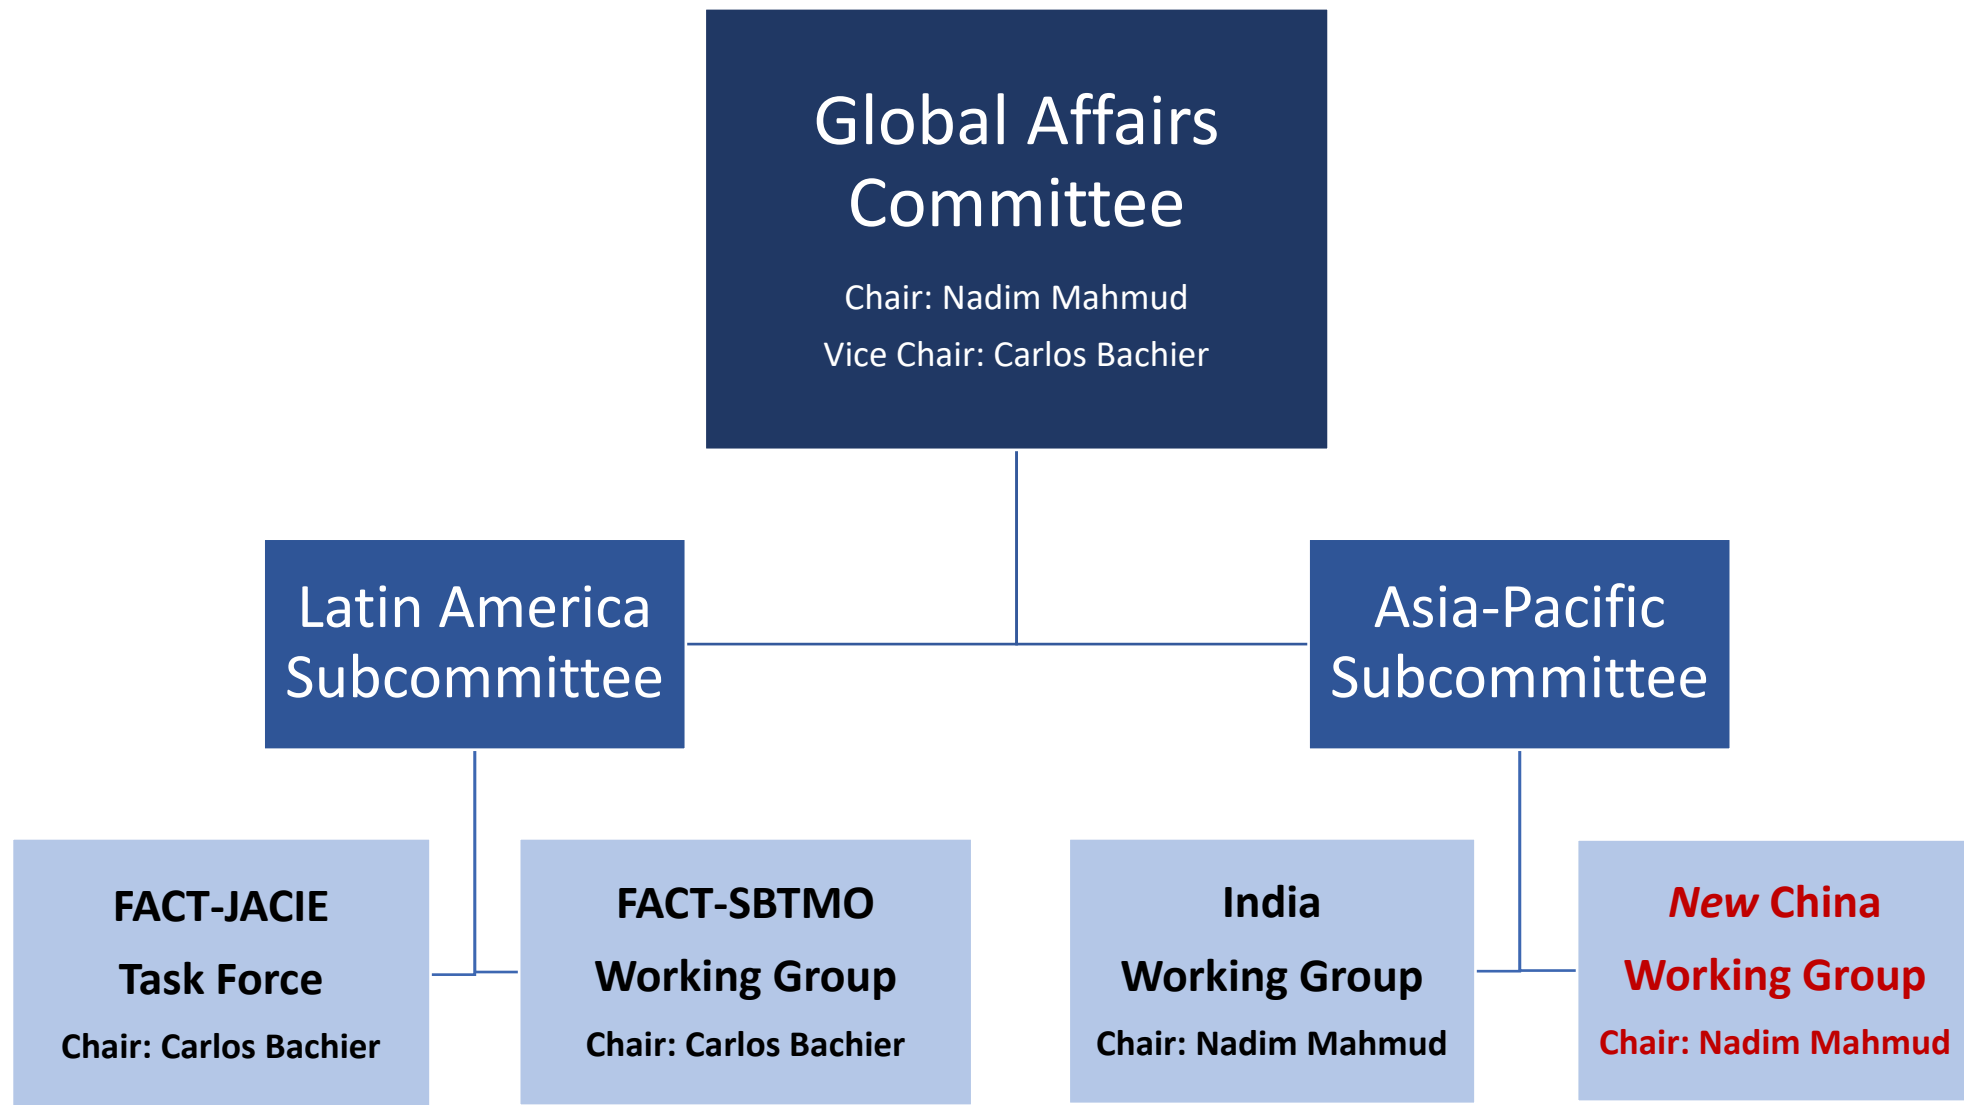 Global Affairs
Committee
Chair: Nadim Mahmud
Vice Chair: Carlos Bachier
Latin America
Subcommittee
Asia-Pacific
Subcommittee
FACT-JACIE
Task Force
Chair: Carlos Bachier
FACT-SBTMO
Working Group
Chair: Carlos Bachier
India
Working Group
Chair: Nadim Mahmud
New China
Working Group
Chair: Nadim Mahmud